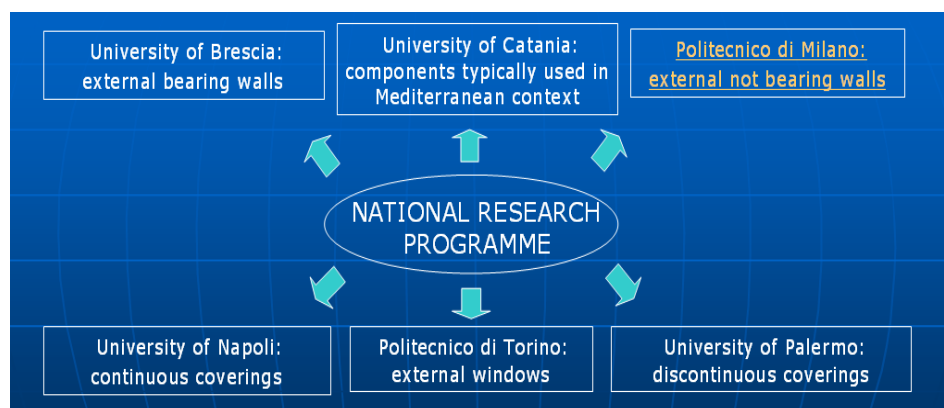 University of Brescia:
external bearing walls
University of Catania:
components typically used in
Mediterranean context
Politecnico di Milano:
external not bearing walls
NATIONAL RESEARCH
PROGRAMME
University of Napoli:
continuous coverings
Politecnico di Torino:
external windows
University of Palermo:
discontinuous coverings